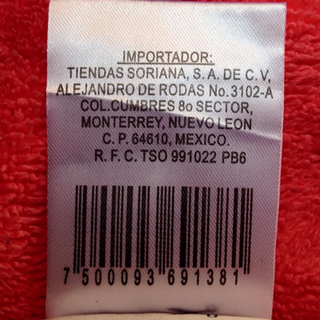 IMPORTADOR:
TIENDAS SORIANA, S.A. DE C.V,
ALEJANDRO DE RODAS No.3102-A
COL.CUMBRES 8o SECTOR,
MONTERREY, NUEVO LEON
C. P. 64610, MEXICO.
R. F. C. TSO 991022 PB6
7 500093 691381